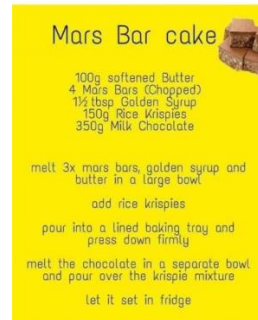 Mars Bar cake
100g softened Butter
4 Mars Bars (Chopped)
1½ tbsp Golden Syrup
150g Rice Krispies
350g Milk Chocolate
melt 3x mars bars, golden syrup and
butter in a large bowl
add rice krispies
pour into a lined baking tray and
press down firmly
melt the chocolate in a separate bowl
and pour over the krispie mixture
let it set in fridge